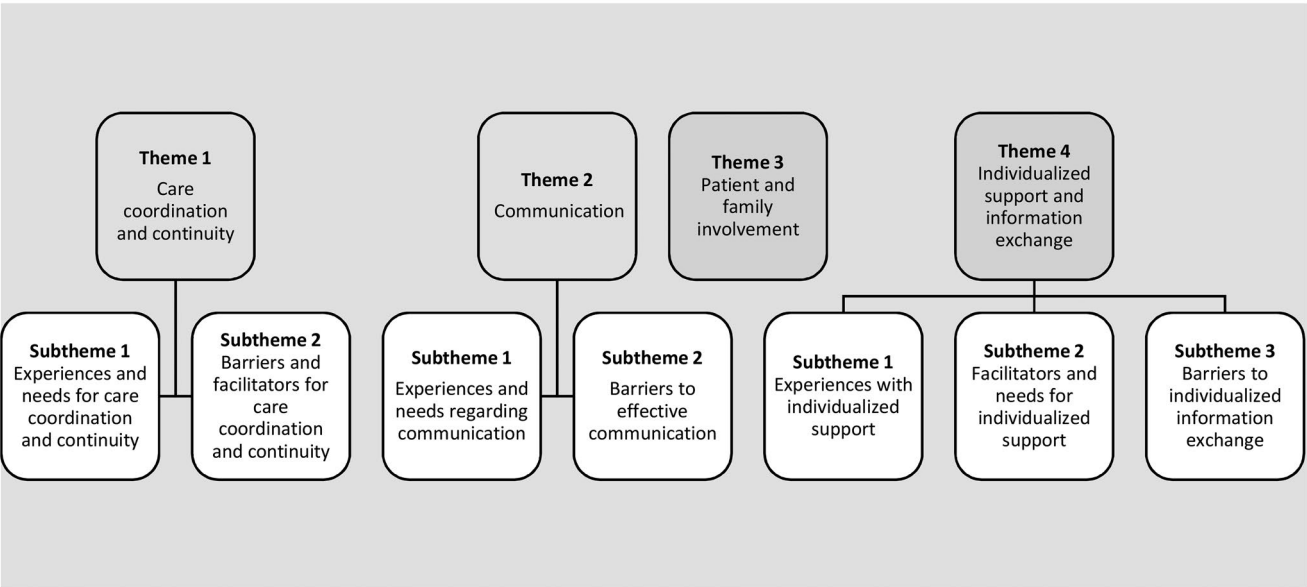 Theme 1
Care
coordination
and continuity
Theme 2
Communication
Theme 3
Patient and
family
involvement
Theme 4
Individualized
support and
information
exchange
Subtheme 1
Experiences and
needs for care
coordination
and continuity
Subtheme 2
Barriers and
facilitators for
care
coordination
and continuity
Subtheme 1
Experiences and
needs regarding
communication
Subtheme 2
Barriers to
effective
communication
Subtheme 1
Experiences with
individualized
support
Subtheme 2
Facilitators and
needs for
individualized
support
Subtheme 3
Barriers to
individualized
information
exchange